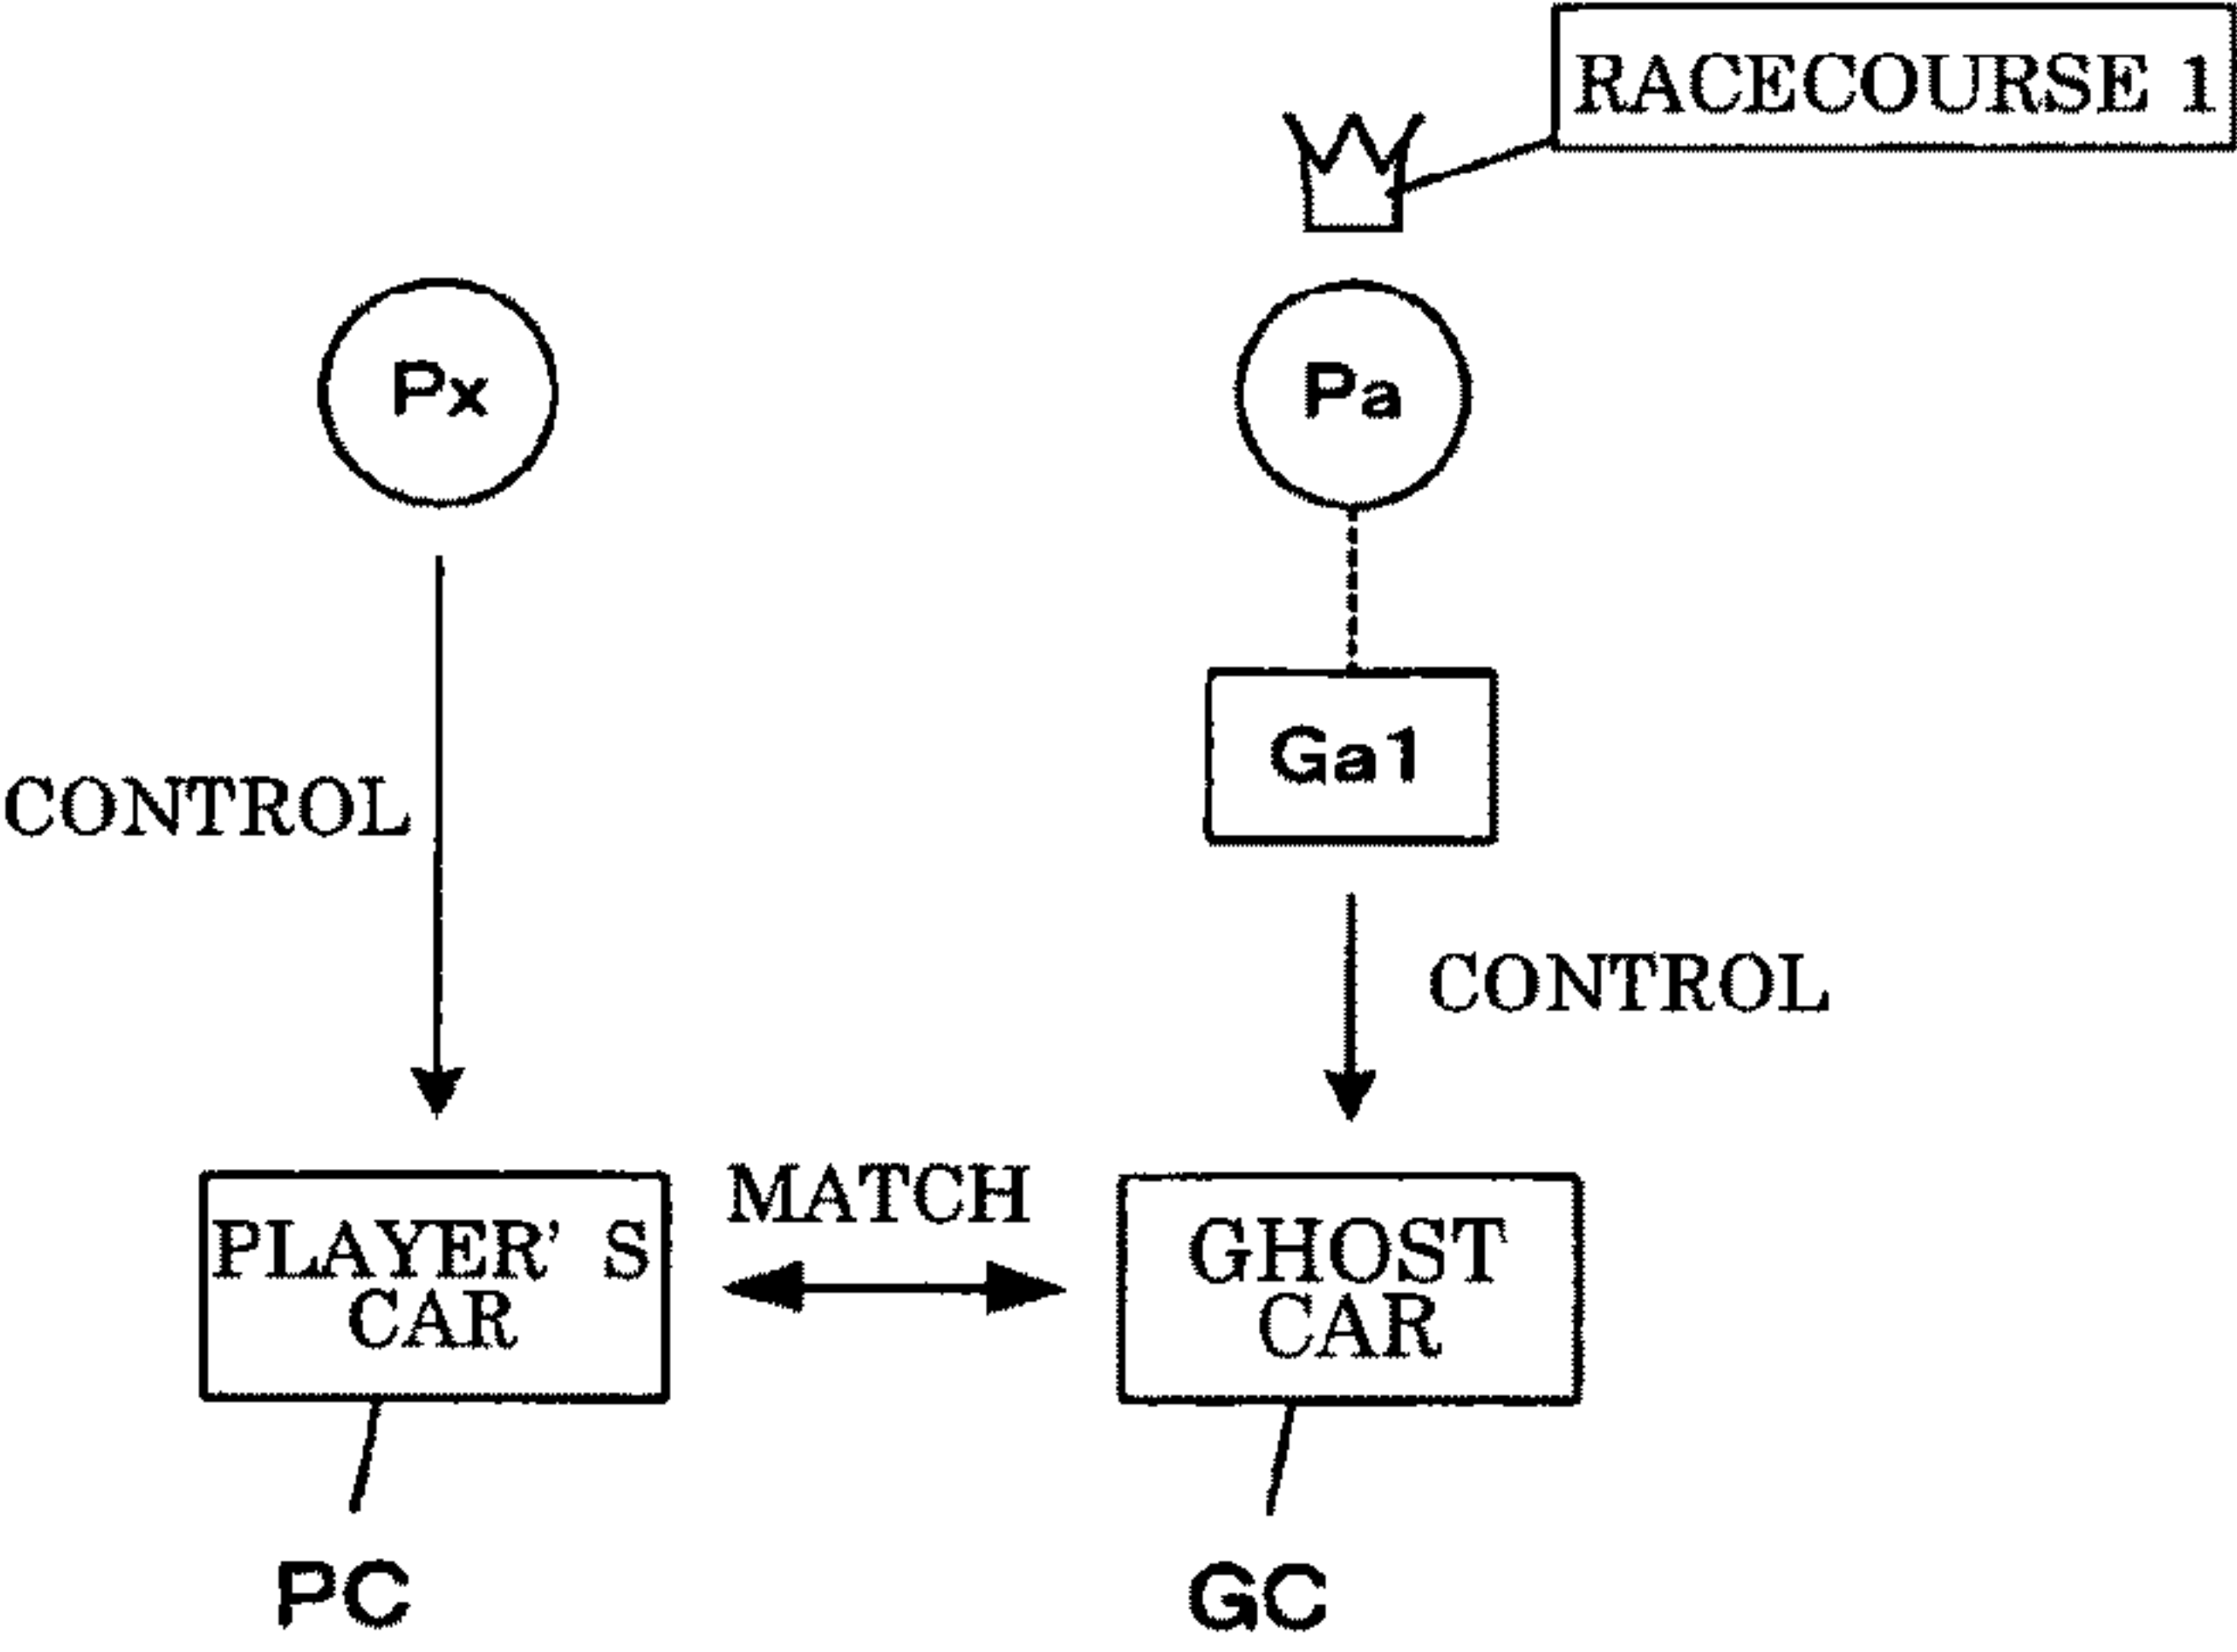 RACECOURSE 1
Px
Pa
Ga1
CONTROL
CONTROL
MATCH
PLAYER' S
CAR
GHOST
CAR
PC
GC